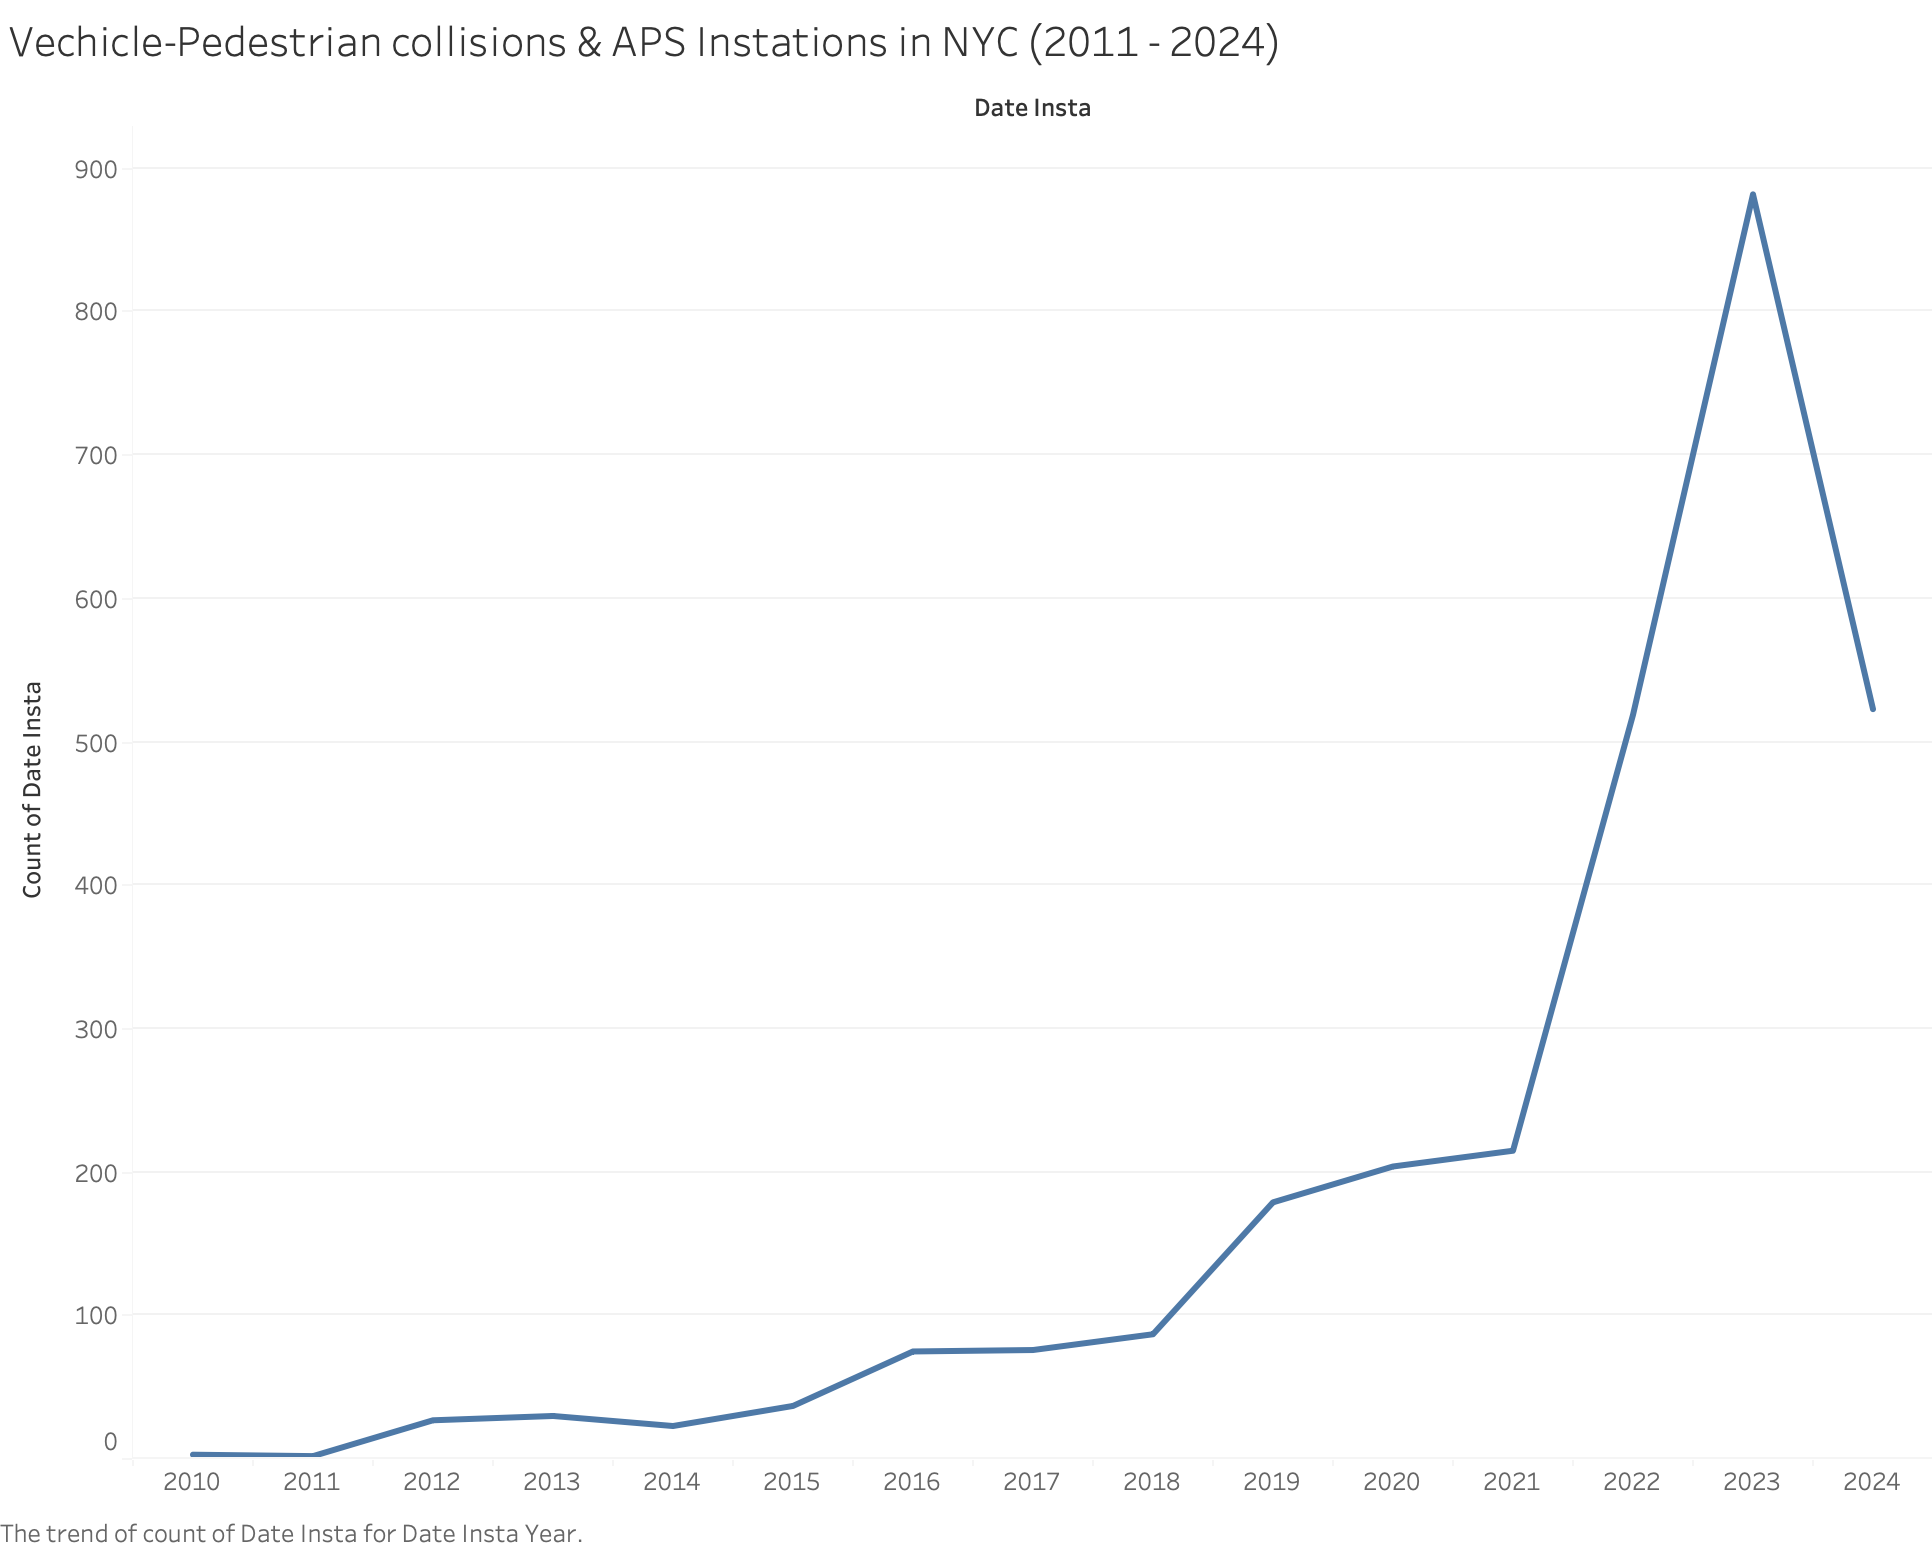 Vechicle-Pedestrian collisions & APS Instations in NYC (2011 - 2024)
Date Insta
900
800
700
600
500
400
300
200
100
0
Count of Date Insta
2010 2011 2012 2013 2014 2015 2016 2017 2018 2019 2020 2021 2022 2023 2024
The trend of count of Date Insta for Date Insta Year.